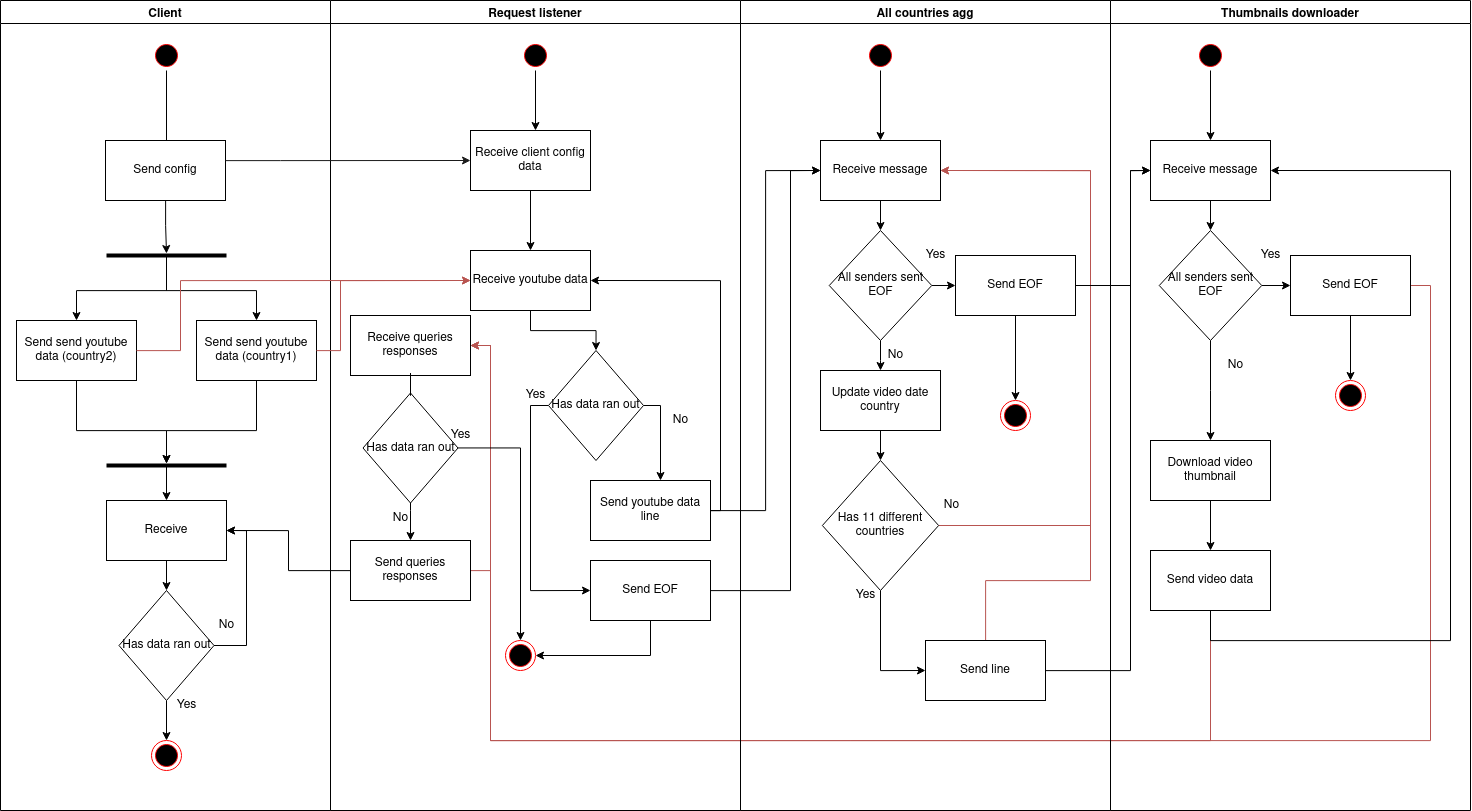 Client
Request listener
All countries agg
Thumbnails downloader
Send config
Send send youtube
data (country2)
Send send youtube
data (country1)
Receive
Has data ran out
No
Yes
Receive client config
data
Receive youtube data
Receive queries
responses
Has data ran out
Yes
No
Send queries
responses
Has data ran out
Yes
No
Send youtube data
line
Send EOF
Receive message
All senders sent
EOF
Yes
Send EOF
No
Update video date
country
Has 11 different
countries
No
Yes
Send line
Receive message
All senders sent
EOF
Yes
Send EOF
No
Download video
thumbnail
Send video data